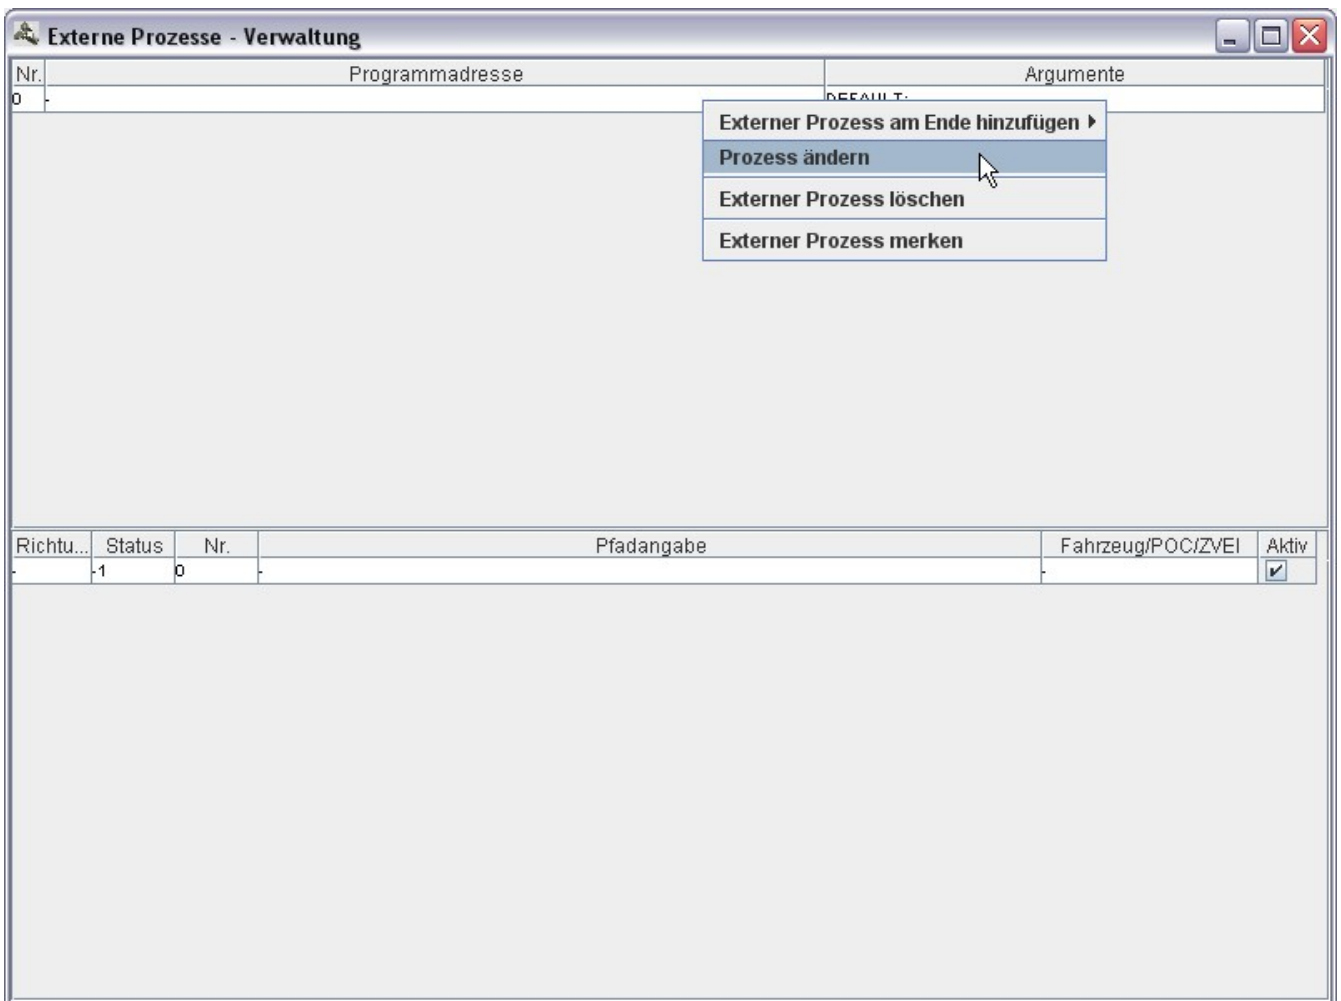 Externe Prozesse - Verwaltung
Nr. Programmadresse Argumente
0 - DEFAULT:
Externer Prozess am Ende hinzufügen
Prozess ändern
Externer Prozess löschen
Externer Prozess merken
Richtu... Status Nr. Pfadangabe Fahrzeug/POC/ZVEI Aktiv
- -1 0 - -